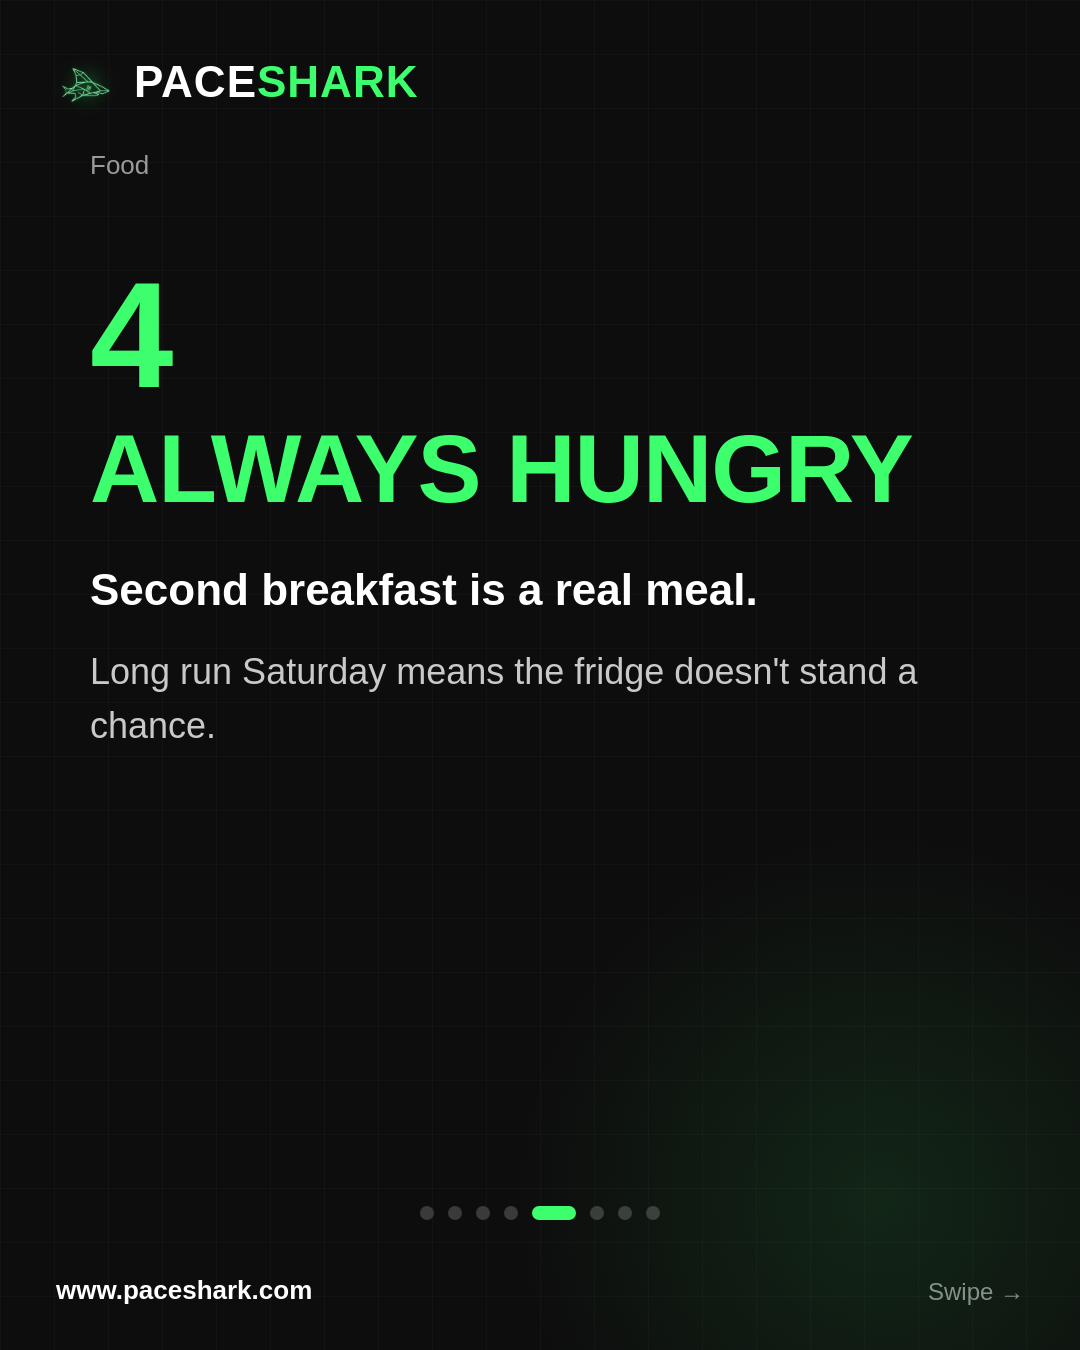 PACESHARK
Food
4
ALWAYS HUNGRY
Second breakfast is a real meal.
Long run Saturday means the fridge doesn't stand a
chance.
www.paceshark.com
Swipe →